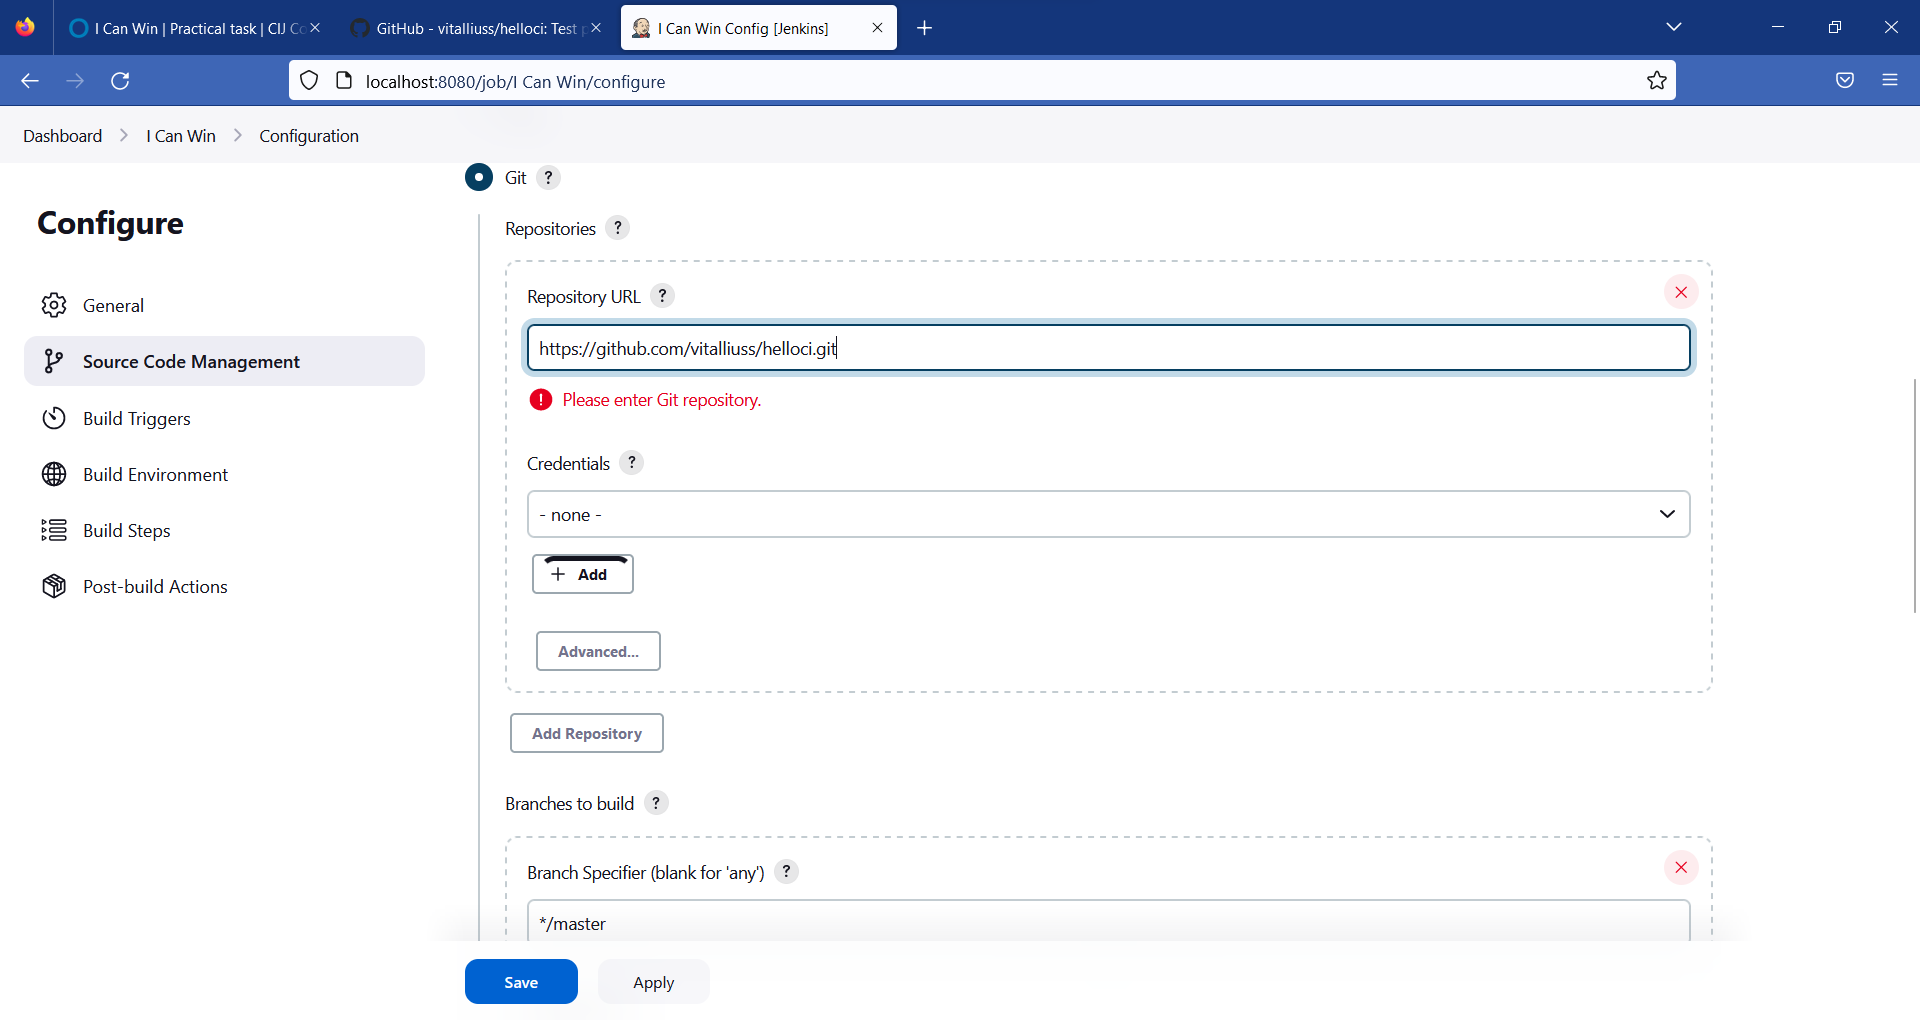 I Can Win | Practical task | CIJ Co
GitHub - vitalliuss/helloci: Test p
I Can Win Config [Jenkins]
localhost:8080/job/I Can Win/configure
Dashboard
I Can Win
Configuration
Configure
General
Source Code Management
Build Triggers
Build Environment
Build Steps
Post-build Actions
Git ?
Repositories ?
Repository URL ?
https://github.com/vitalliuss/helloci.git
Please enter Git repository.
Credentials ?
- none -
+ Add
Advanced...
Add Repository
Branches to build ?
Branch Specifier (blank for 'any') ?
*/master
Save
Apply